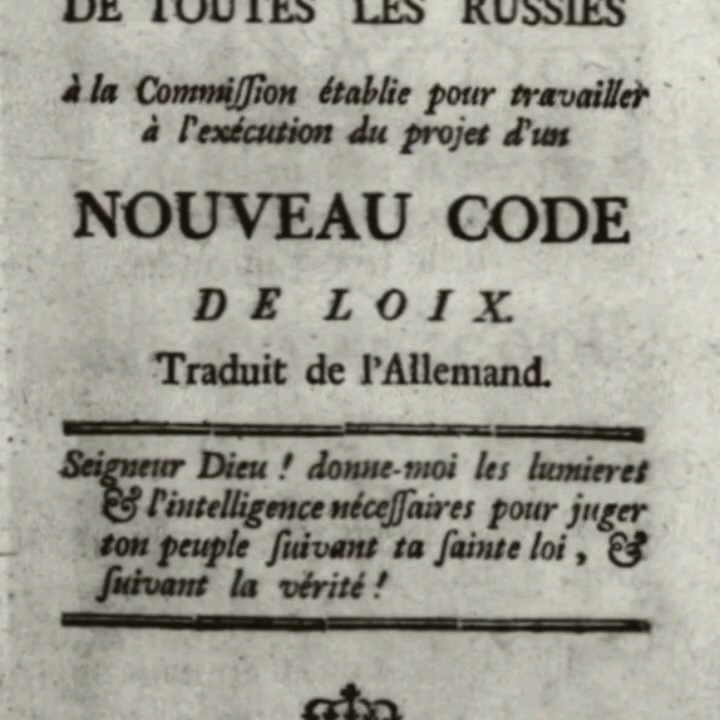 DE TOUTES LES RUSSIES
à la Commiſſion établie pour travailler
à l'exécution du projet d'un
NOUVEAU CODE
DE LOIX.
Traduit de l'Allemand.
Seigneur Dieu ! donne-moi les lumieres
& l'intelligence néceſſaires pour juger
ton peuple ſuivant ta ſainte loi , &
ſuivant la vérité !